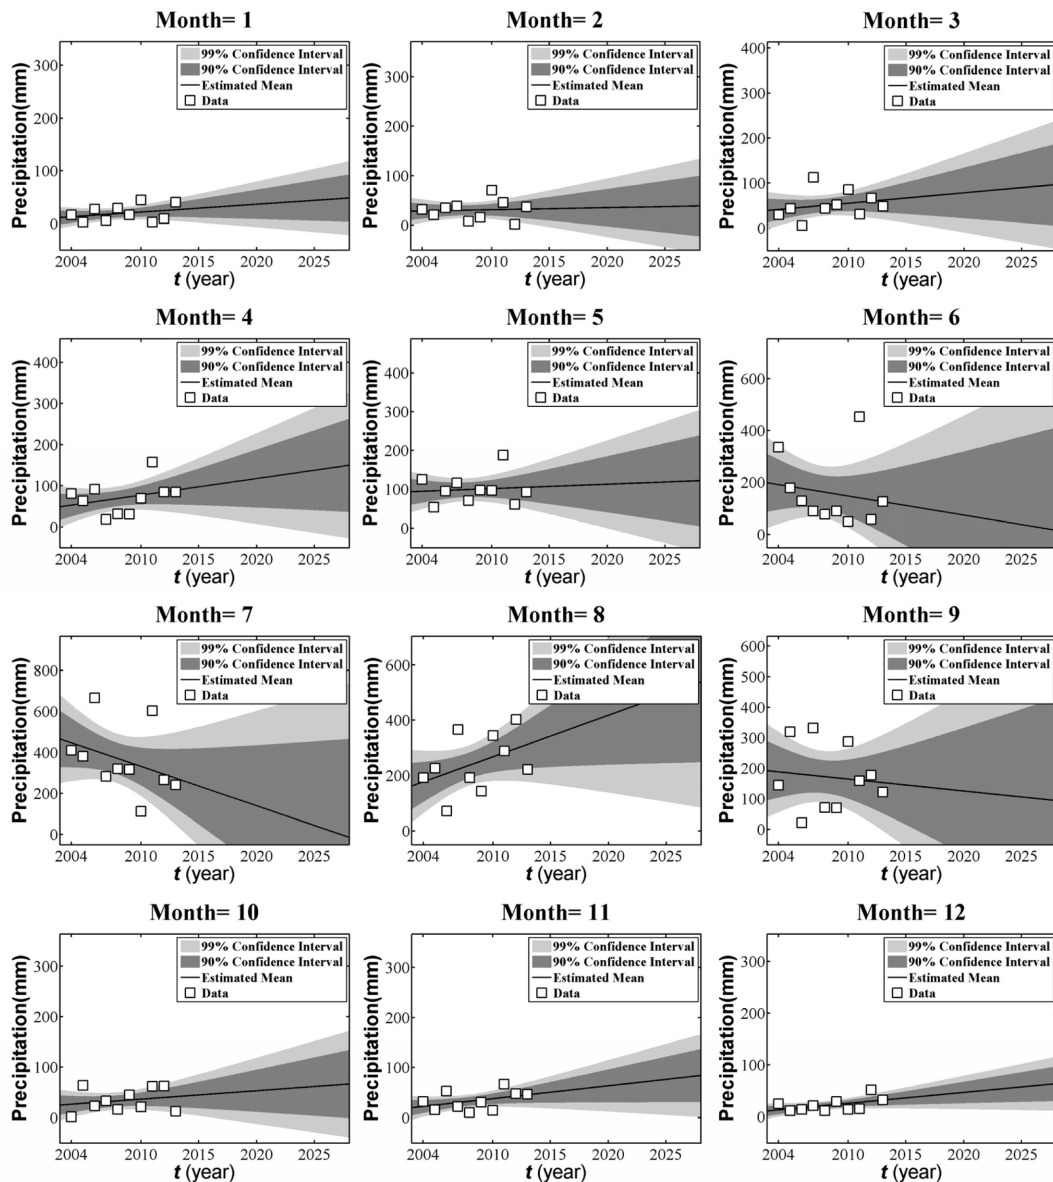 Month= 1
Precipitation(mm)
300
200
100
0
99% Confidence Interval
90% Confidence Interval
Estimated Mean
Data
2004 2010 2015 2020 2025
t (year)
Month= 2
Precipitation(mm)
300
200
100
0
99% Confidence Interval
90% Confidence Interval
Estimated Mean
Data
2004 2010 2015 2020 2025
t (year)
Month= 3
Precipitation(mm)
400
300
200
100
0
99% Confidence Interval
90% Confidence Interval
Estimated Mean
Data
2004 2010 2015 2020 2025
t (year)
Month= 4
Precipitation(mm)
400
300
200
100
0
99% Confidence Interval
90% Confidence Interval
Estimated Mean
Data
2004 2010 2015 2020 2025
t (year)
Month= 5
Precipitation(mm)
400
300
200
100
0
99% Confidence Interval
90% Confidence Interval
Estimated Mean
Data
2004 2010 2015 2020 2025
t (year)
Month= 6
Precipitation(mm)
600
400
200
0
99% Confidence Interval
90% Confidence Interval
Estimated Mean
Data
2004 2010 2015 2020 2025
t (year)
Month= 7
Precipitation(mm)
800
600
400
200
0
99% Confidence Interval
90% Confidence Interval
Estimated Mean
Data
2004 2010 2015 2020 2025
t (year)
Month= 8
Precipitation(mm)
600
400
200
0
99% Confidence Interval
90% Confidence Interval
Estimated Mean
Data
2004 2010 2015 2020 2025
t (year)
Month= 9
Precipitation(mm)
600
500
400
300
200
100
0
99% Confidence Interval
90% Confidence Interval
Estimated Mean
Data
2004 2010 2015 2020 2025
t (year)
Month= 10
Precipitation(mm)
300
200
100
0
99% Confidence Interval
90% Confidence Interval
Estimated Mean
Data
2004 2010 2015 2020 2025
t (year)
Month= 11
Precipitation(mm)
300
200
100
0
99% Confidence Interval
90% Confidence Interval
Estimated Mean
Data
2004 2010 2015 2020 2025
t (year)
Month= 12
Precipitation(mm)
300
200
100
0
99% Confidence Interval
90% Confidence Interval
Estimated Mean
Data
2004 2010 2015 2020 2025
t (year)